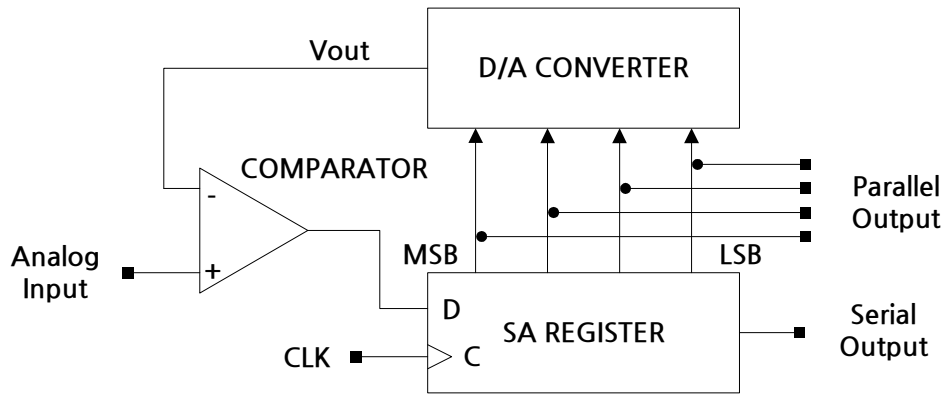 Vout
D/A CONVERTER
COMPARATOR
-
+
Analog
Input
MSB
LSB
Parallel
Output
D
SA REGISTER
CLK
C
Serial
Output